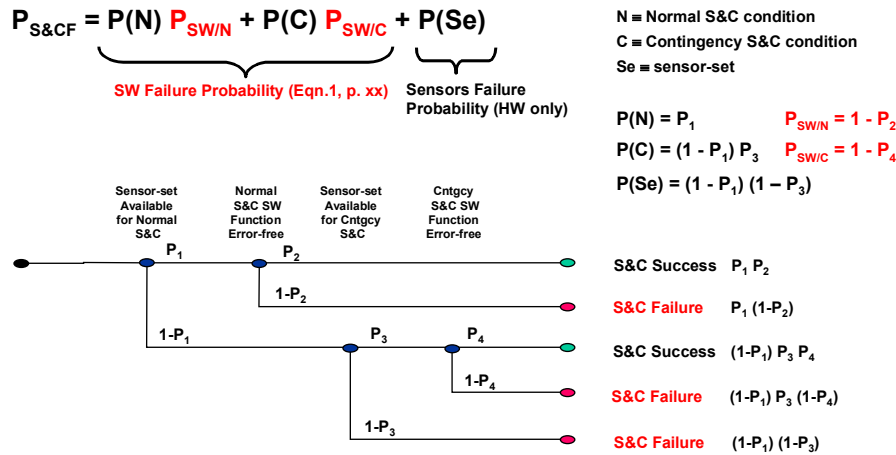 P_S&CF = P(N) P_SW/N + P(C) P_SW/C + P(Se)
SW Failure Probability (Eqn.1, p. xx)
Sensors Failure
Probability (HW only)
N ≡ Normal S&C condition
C ≡ Contingency S&C condition
Se ≡ sensor-set
P(N) = P₁ P_SW/N = 1 - P₂
P(C) = (1 - P₁) P₃ P_SW/C = 1 - P₄
P(Se) = (1 - P₁) (1 – P₃)
Sensor-set
Available
for Normal
S&C
Normal
S&C SW
Function
Error-free
Sensor-set
Available
for Cntgcy
S&C
Cntgcy
S&C SW
Function
Error-free
P₁ P₂
S&C Success P₁ P₂
1-P₂
S&C Failure P₁ (1-P₂)
1-P₁ P₃ P₄
S&C Success (1-P₁) P₃ P₄
1-P₄
S&C Failure (1-P₁) P₃ (1-P₄)
1-P₃
S&C Failure (1-P₁) (1-P₃)